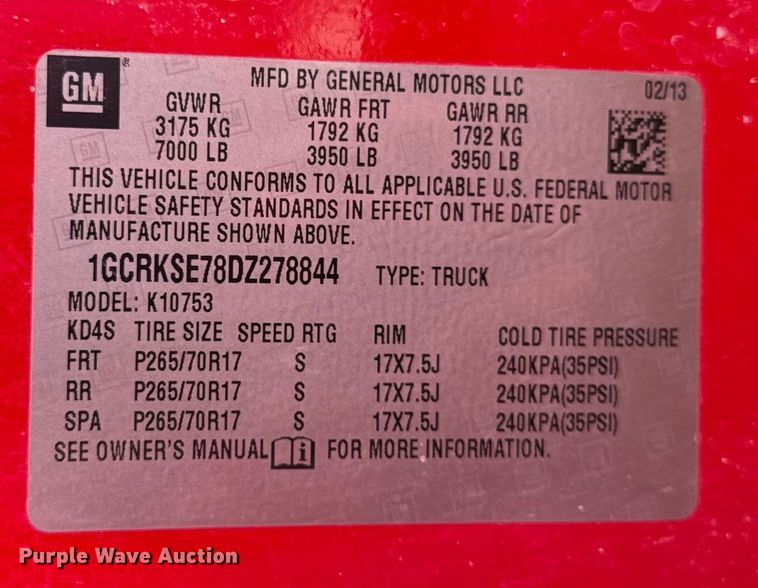 GM
MFD BY GENERAL MOTORS LLC 02/13
GVWR GAWR FRT GAWR RR
3175 KG 1792 KG 1792 KG
7000 LB 3950 LB 3950 LB
THIS VEHICLE CONFORMS TO ALL APPLICABLE U.S. FEDERAL MOTOR
VEHICLE SAFETY STANDARDS IN EFFECT ON THE DATE OF
MANUFACTURE SHOWN ABOVE.
1GCRKSE78DZ278844 TYPE: TRUCK
MODEL: K10753
KD4S TIRE SIZE SPEED RTG RIM COLD TIRE PRESSURE
FRT P265/70R17 S 17X7.5J 240KPA(35PSI)
RR P265/70R17 S 17X7.5J 240KPA(35PSI)
SPA P265/70R17 S 17X7.5J 240KPA(35PSI)
SEE OWNER'S MANUAL i FOR MORE INFORMATION.
Purple Wave Auction